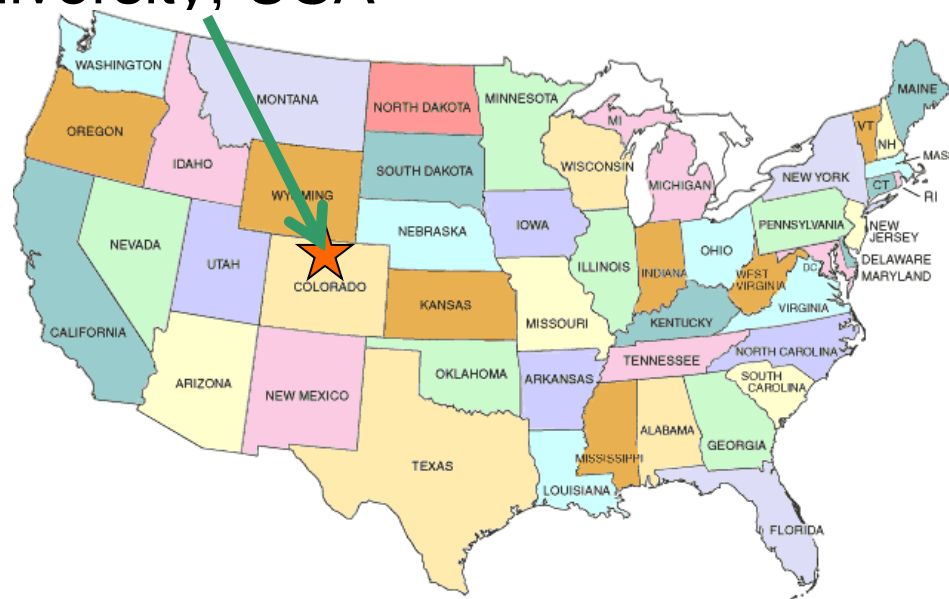 USA
WASHINGTON
MONTANA
NORTH DAKOTA
MINNESOTA
MAINE
OREGON
IDAHO
MI
VT
NH
WYOMING
SOUTH DAKOTA
WISCONSIN
MICHIGAN
NEW YORK
MAS
CT
RI
NEVADA
UTAH
NEBRASKA
IOWA
ILLINOIS
INDIANA
OHIO
PENNSYLVANIA
NEW
JERSEY
DELAWARE
MARYLAND
DC
WEST
VIRGINIA
VIRGINIA
COLORADO
KANSAS
MISSOURI
KENTUCKY
CALIFORNIA
ARIZONA
NEW MEXICO
OKLAHOMA
ARKANSAS
TENNESSEE
NORTH CAROLINA
SOUTH
CAROLINA
TEXAS
LOUISIANA
MISSISSIPPI
ALABAMA
GEORGIA
FLORIDA